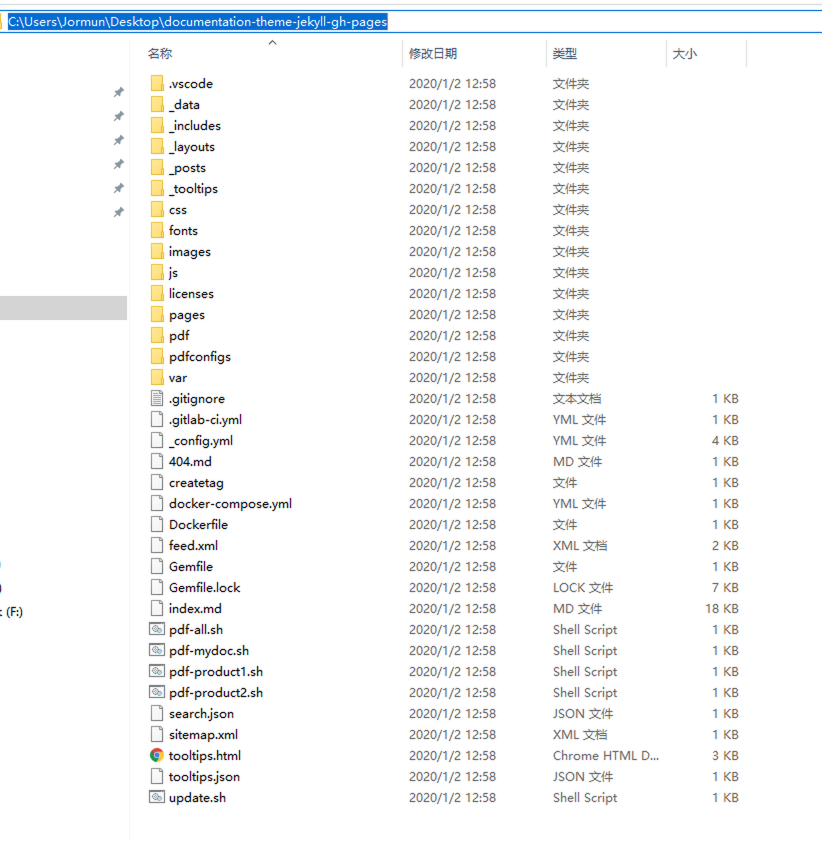 C:\Users\Jormun\Desktop\documentation-theme-jekyll-gh-pages
名称 修改日期 类型 大小
.vscode 2020/1/2 12:58 文件夹
_data 2020/1/2 12:58 文件夹
_includes 2020/1/2 12:58 文件夹
_layouts 2020/1/2 12:58 文件夹
_posts 2020/1/2 12:58 文件夹
_tooltips 2020/1/2 12:58 文件夹
css 2020/1/2 12:58 文件夹
fonts 2020/1/2 12:58 文件夹
images 2020/1/2 12:58 文件夹
js 2020/1/2 12:58 文件夹
licenses 2020/1/2 12:58 文件夹
pages 2020/1/2 12:58 文件夹
pdf 2020/1/2 12:58 文件夹
pdfconfigs 2020/1/2 12:58 文件夹
var 2020/1/2 12:58 文件夹
.gitignore 2020/1/2 12:58 文本文档 1 KB
.gitlab-ci.yml 2020/1/2 12:58 YML 文件 1 KB
_config.yml 2020/1/2 12:58 YML 文件 4 KB
404.md 2020/1/2 12:58 MD 文件 1 KB
createtag 2020/1/2 12:58 文件 1 KB
docker-compose.yml 2020/1/2 12:58 YML 文件 1 KB
Dockerfile 2020/1/2 12:58 文件 1 KB
feed.xml 2020/1/2 12:58 XML 文档 2 KB
Gemfile 2020/1/2 12:58 文件 1 KB
Gemfile.lock 2020/1/2 12:58 LOCK 文件 7 KB
(F:) index.md 2020/1/2 12:58 MD 文件 18 KB
pdf-all.sh 2020/1/2 12:58 Shell Script 1 KB
pdf-mydoc.sh 2020/1/2 12:58 Shell Script 1 KB
pdf-product1.sh 2020/1/2 12:58 Shell Script 1 KB
pdf-product2.sh 2020/1/2 12:58 Shell Script 1 KB
search.json 2020/1/2 12:58 JSON 文件 1 KB
sitemap.xml 2020/1/2 12:58 XML 文档 1 KB
tooltips.html 2020/1/2 12:58 Chrome HTML D... 3 KB
tooltips.json 2020/1/2 12:58 JSON 文件 1 KB
update.sh 2020/1/2 12:58 Shell Script 1 KB